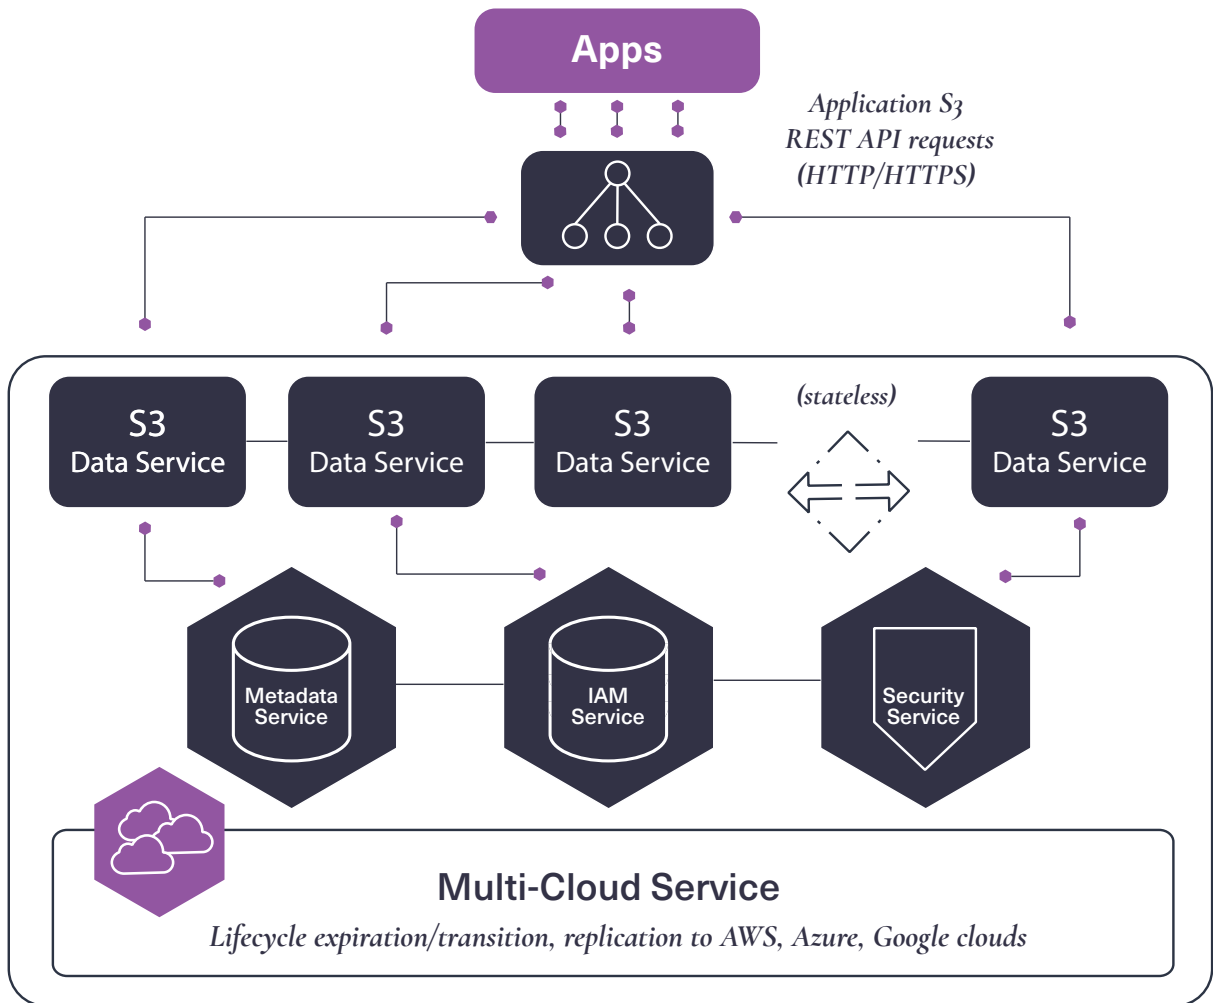 Apps
Application S3
REST API requests
(HTTP/HTTPS)
(stateless)
S3
Data Service
S3
Data Service
S3
Data Service
S3
Data Service
Metadata
Service
IAM
Service
Security
Service
Multi-Cloud Service
Lifecycle expiration/transition, replication to AWS, Azure, Google clouds